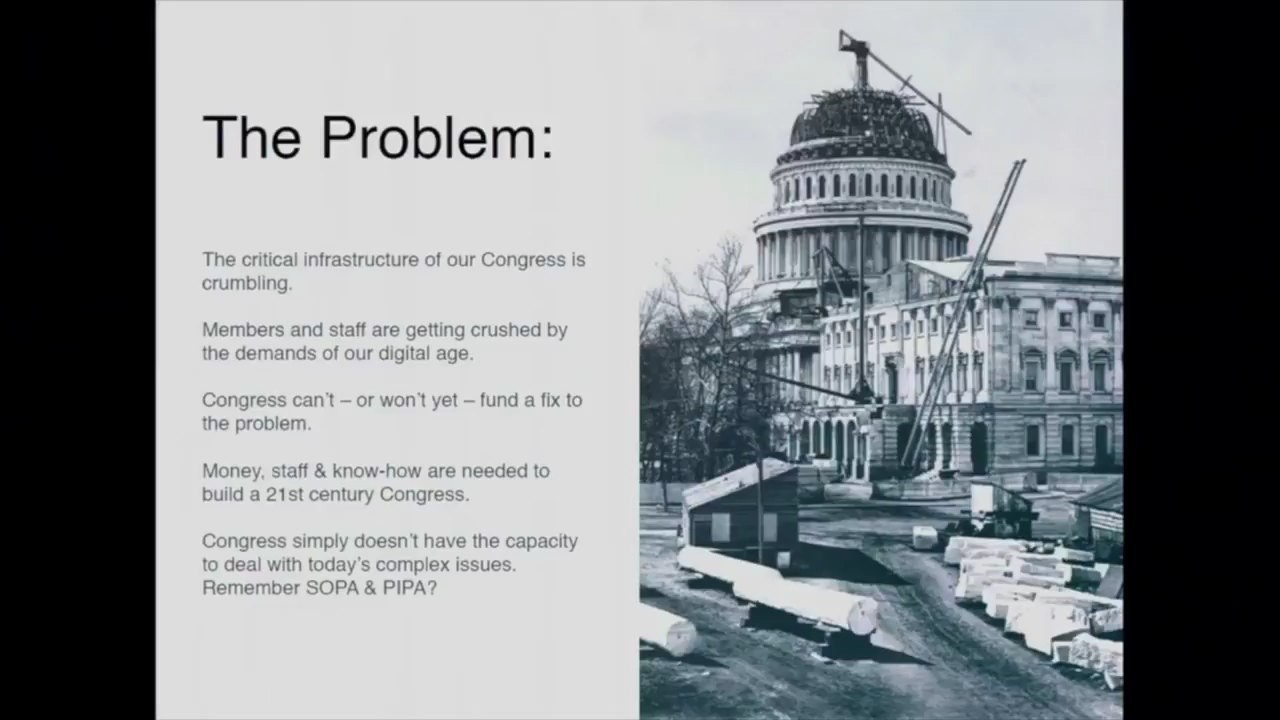 The Problem:
The critical infrastructure of our Congress is
crumbling.
Members and staff are getting crushed by
the demands of our digital age.
Congress can't – or won't yet – fund a fix to
the problem.
Money, staff & know-how are needed to
build a 21st century Congress.
Congress simply doesn't have the capacity
to deal with today's complex issues.
Remember SOPA & PIPA?